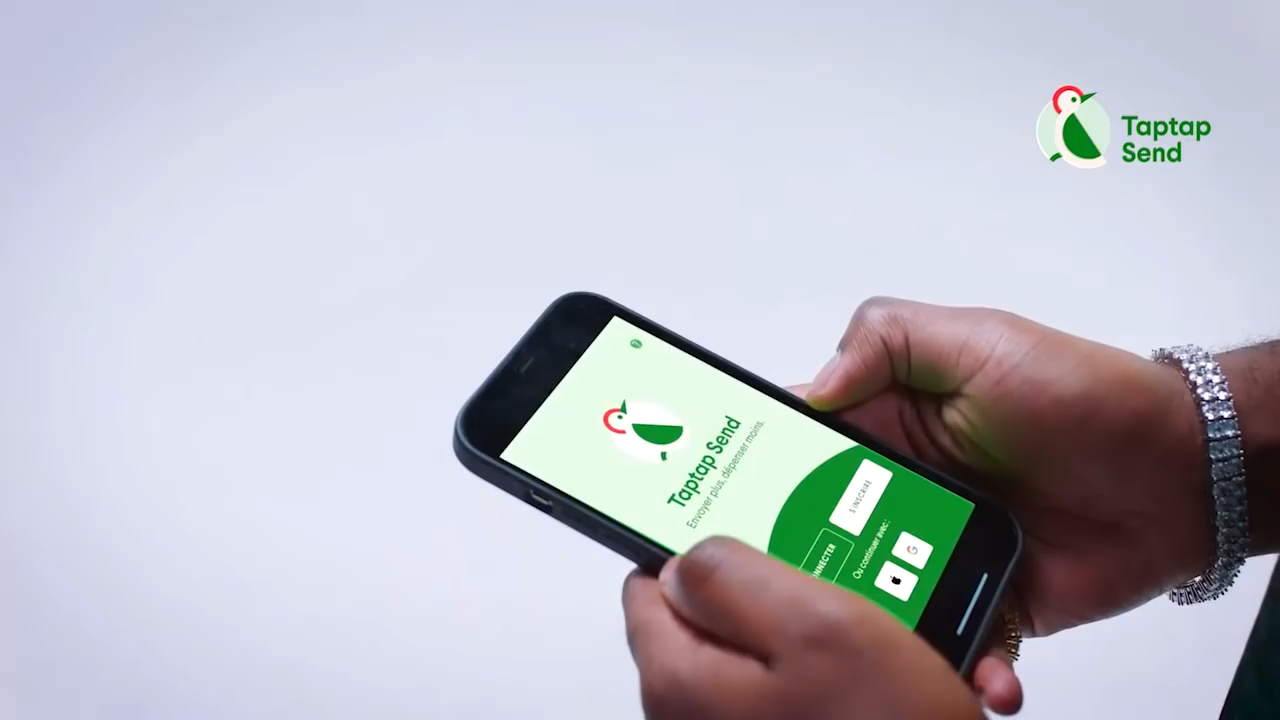 Taptap
Send
Taptap Send
Envoyer plus, dépenser moins.
S'INSCRIRE
Ou continuer avec: